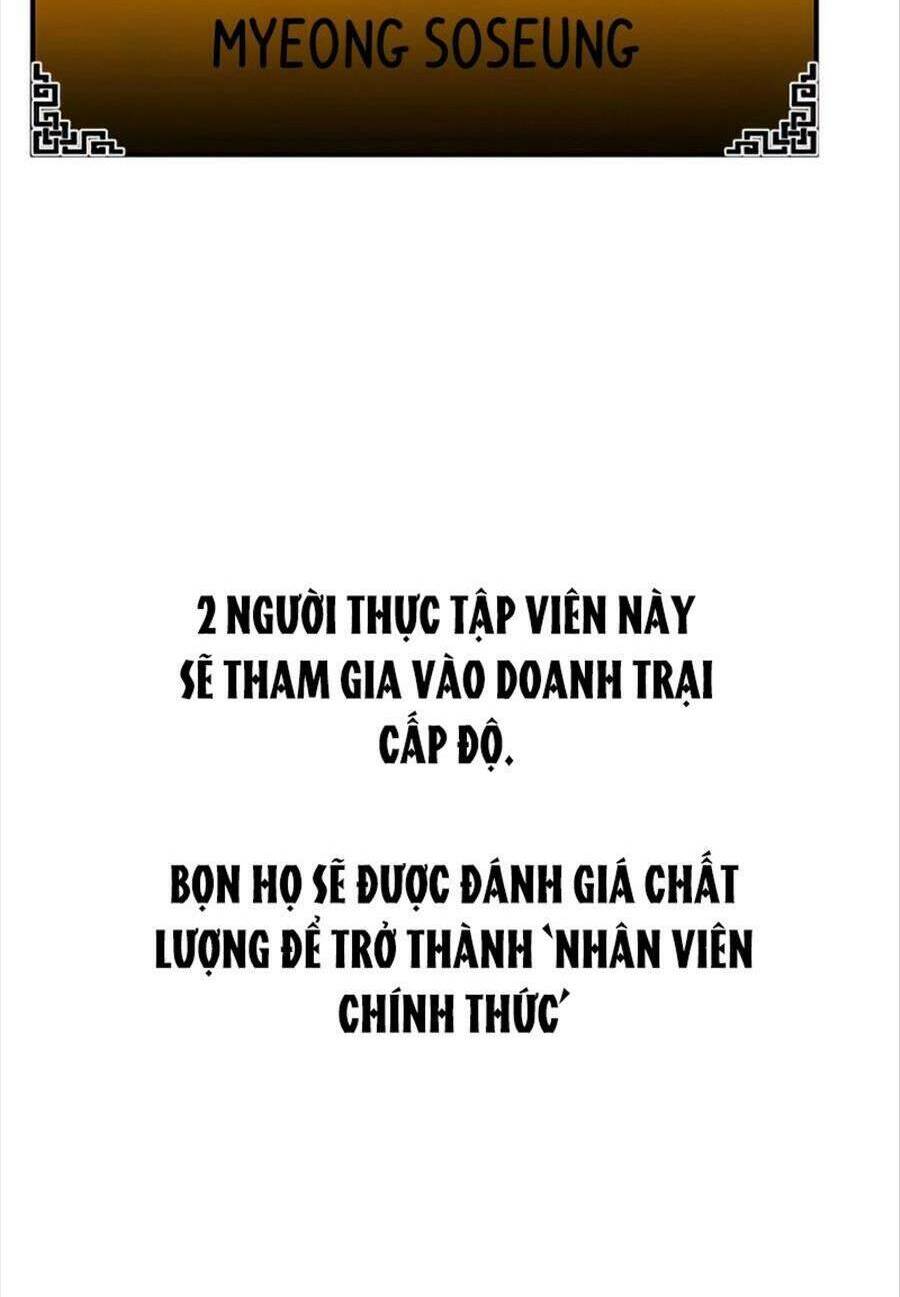 MYEONG SOSEUNG
2 NGƯỜI THỰC TẬP VIÊN NÀY
SẼ THAM GIA VÀO DOANH TRẠI
CẤP ĐỘ.
BỌN HỌ SẼ ĐƯỢC ĐÁNH GIÁ CHẤT
LƯỢNG ĐỂ TRỞ THÀNH `NHÂN VIÊN
CHÍNH THỨC´